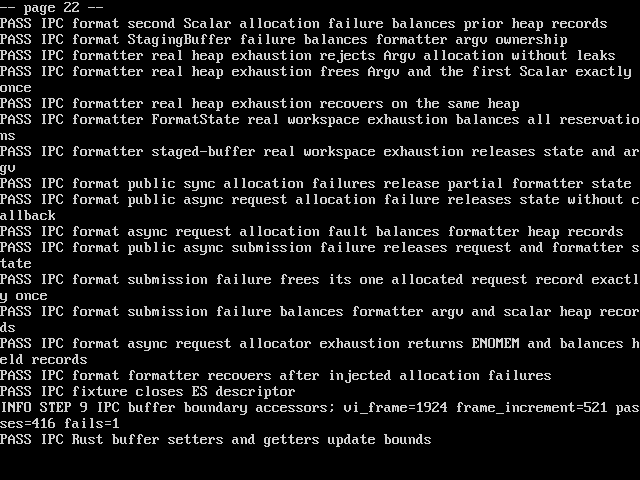 -- page 22 --
PASS IPC format second Scalar allocation failure balances prior heap records
PASS IPC format StagingBuffer failure balances formatter argv ownership
PASS IPC formatter real heap exhaustion rejects Argv allocation without leaks
PASS IPC formatter real heap exhaustion frees Argv and the first Scalar exactly
once
PASS IPC formatter real heap exhaustion recovers on the same heap
PASS IPC formatter FormatState real workspace exhaustion balances all reservatio
ns
PASS IPC formatter staged-buffer real workspace exhaustion releases state and ar
gv
PASS IPC format public sync allocation failures release partial formatter state
PASS IPC format public async request allocation failure releases state without c
allback
PASS IPC format async request allocation fault balances formatter heap records
PASS IPC format public async submission failure releases request and formatter s
tate
PASS IPC format submission failure frees its one allocated request record exactl
y once
PASS IPC format submission failure balances formatter argv and scalar heap recor
ds
PASS IPC format async request allocator exhaustion returns ENOMEM and balances h
eld records
PASS IPC format formatter recovers after injected allocation failures
PASS IPC fixture closes ES descriptor
INFO STEP 9 IPC buffer boundary accessors; vi_frame=1924 frame_increment=521 pas
ses=416 fails=1
PASS IPC Rust buffer setters and getters update bounds